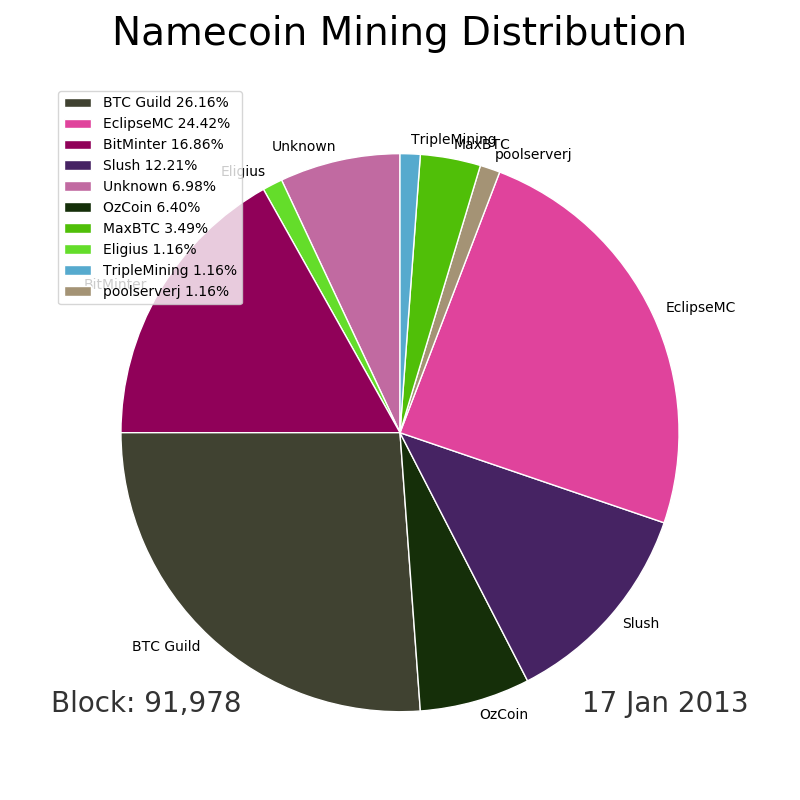 Namecoin Mining Distribution
BTC Guild 26.16%
EclipseMC 24.42%
BitMinter 16.86%
Slush 12.21%
Unknown 6.98%
OzCoin 6.40%
MaxBTC 3.49%
Eligius 1.16%
TripleMining 1.16%
poolserverj 1.16%
TripleMining
MaxBTC
poolserverj
Unknown
Eligius
BitMinter
EclipseMC
Slush
BTC Guild
OzCoin
Block: 91,978
17 Jan 2013